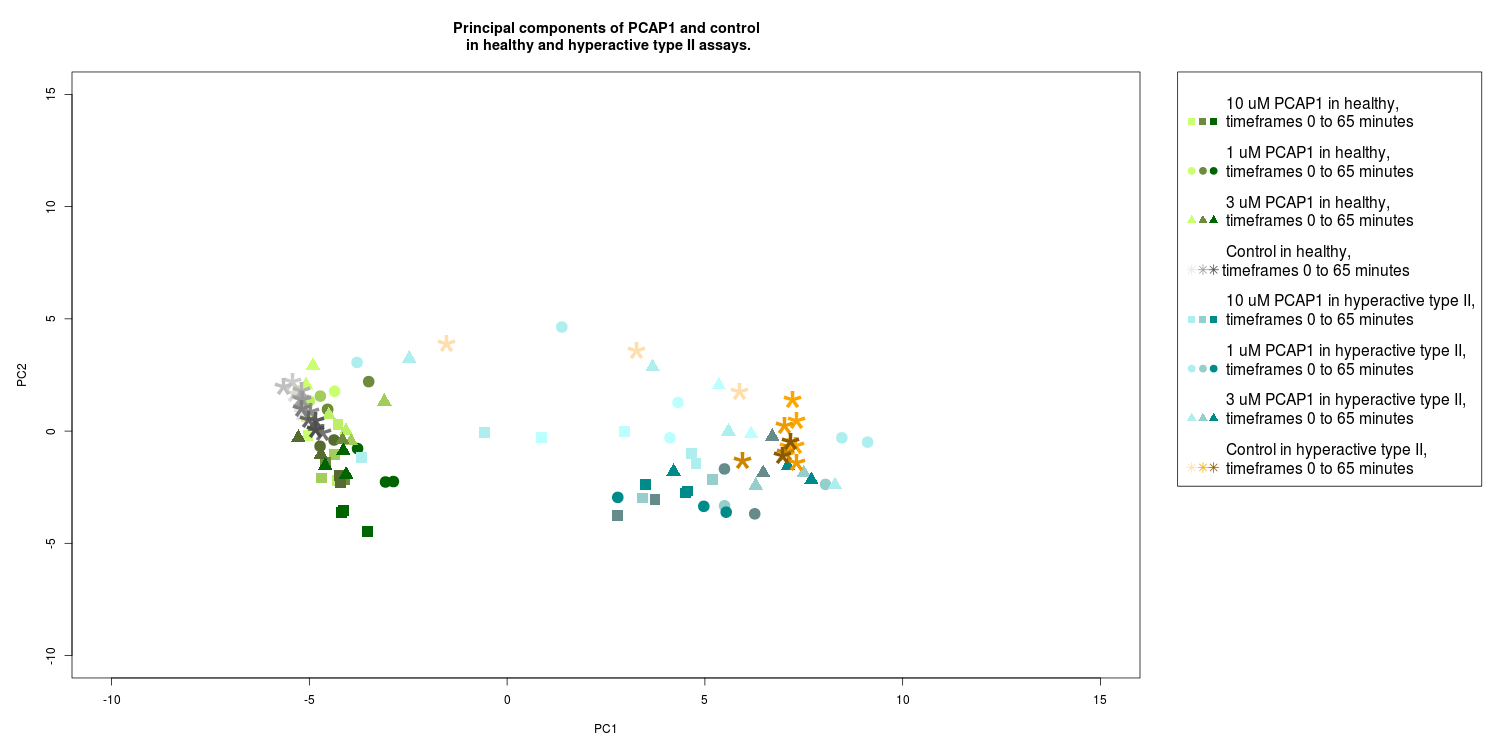 Principal components of PCAP1 and control
in healthy and hyperactive type II assays.
15
10
5
0
-5
-10
PC2
-10
-5
0
5
10
15
PC1
10 uM PCAP1 in healthy,
timeframes 0 to 65 minutes
1 uM PCAP1 in healthy,
timeframes 0 to 65 minutes
3 uM PCAP1 in healthy,
timeframes 0 to 65 minutes
Control in healthy,
timeframes 0 to 65 minutes
10 uM PCAP1 in hyperactive type II,
timeframes 0 to 65 minutes
1 uM PCAP1 in hyperactive type II,
timeframes 0 to 65 minutes
3 uM PCAP1 in hyperactive type II,
timeframes 0 to 65 minutes
Control in hyperactive type II,
timeframes 0 to 65 minutes